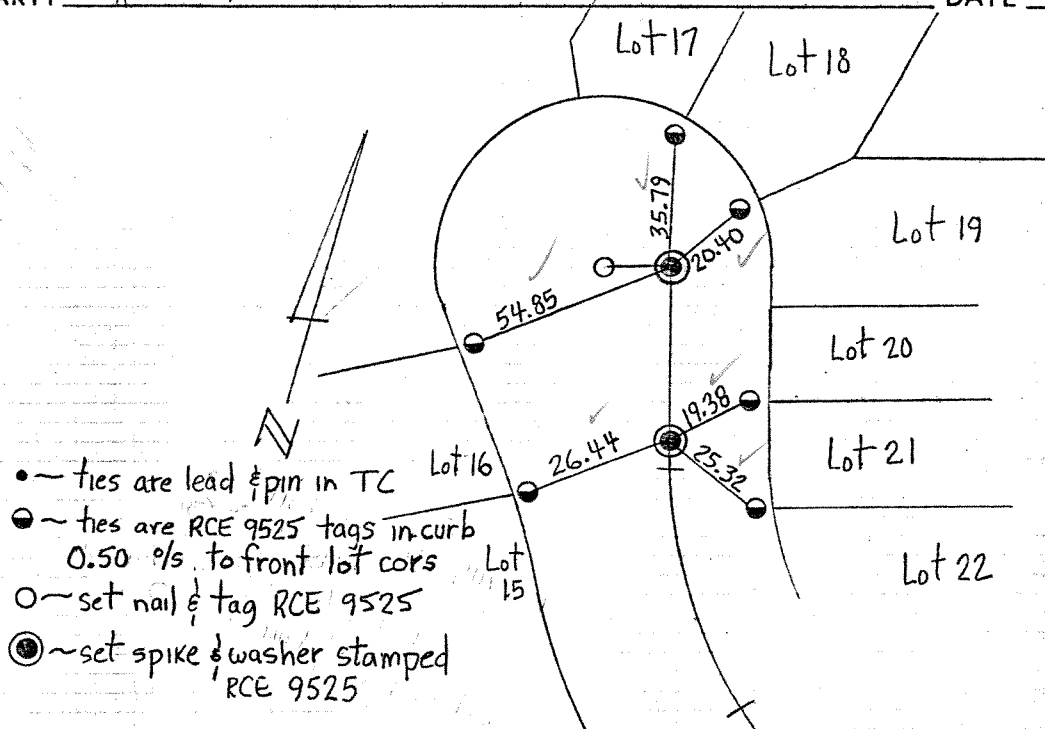 DATE
Lot 17
Lot 18
35.79
Lot 19
20.40
54.85
Lot 20
19.38
N
Lot 16
26.44
25.32
Lot 21
• ~ ties are lead & pin in TC
~ ties are RCE 9525 tags in curb
0.50 o/s to front lot cors
Lot
15
Lot 22
O ~ set nail & tag RCE 9525
~ set spike & washer stamped
RCE 9525